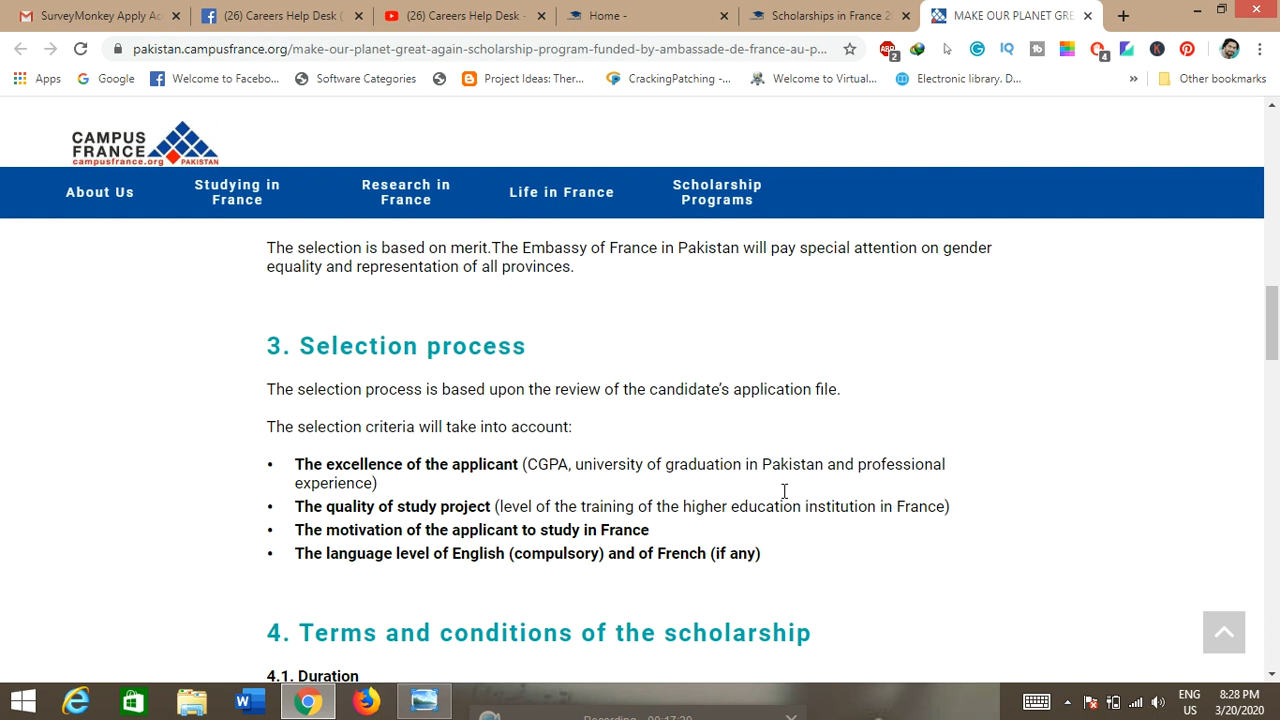 SurveyMonkey Apply Ac
(26) Careers Help Desk (
(26) Careers Help Desk -
Home -
Scholarships in France 2
MAKE OUR PLANET GRE
pakistan.campusfrance.org/make-our-planet-great-again-scholarship-program-funded-by-ambassade-de-france-au-p...
2
4
Apps
Google
Welcome to Facebo...
Software Categories
Project Ideas: Ther...
CrackingPatching -...
Welcome to Virtual...
Electronic library. D...
»
Other bookmarks
CAMPUS
FRANCE
campusfrance.org PAKISTAN
About Us
Studying in
France
Research in
France
Life in France
Scholarship
Programs
The selection is based on merit.The Embassy of France in Pakistan will pay special attention on gender
equality and representation of all provinces.
3. Selection process
The selection process is based upon the review of the candidate’s application file.
The selection criteria will take into account:
• The excellence of the applicant (CGPA, university of graduation in Pakistan and professional
experience)
• The quality of study project (level of the training of the higher education institution in France)
• The motivation of the applicant to study in France
• The language level of English (compulsory) and of French (if any)
4. Terms and conditions of the scholarship
4.1. Duration
ENG
US
8:28 PM
3/20/2020